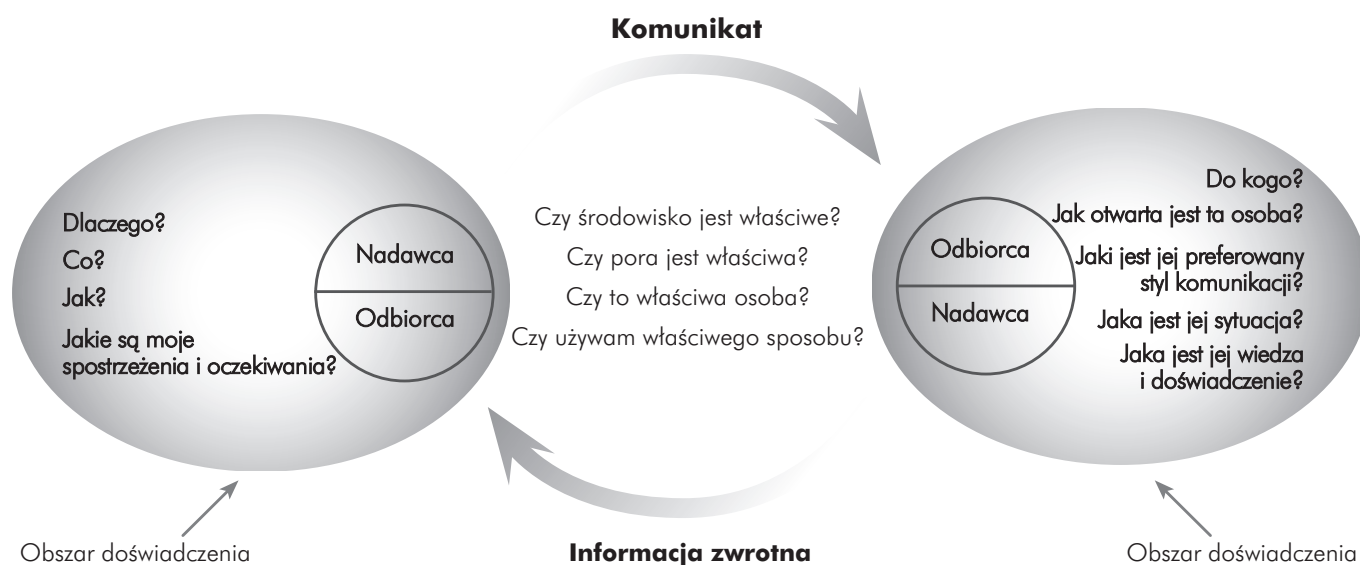 Komunikat
Dlaczego?
Co?
Jak?
Jakie są moje
spostrzeżenia i oczekiwania?
Nadawca
Odbiorca
Czy środowisko jest właściwe?
Czy pora jest właściwa?
Czy to właściwa osoba?
Czy używam właściwego sposobu?
Odbiorca
Nadawca
Do kogo?
Jak otwarta jest ta osoba?
Jaki jest jej preferowany
styl komunikacji?
Jaka jest jej sytuacja?
Jaka jest jej wiedza
i doświadczenie?
Obszar doświadczenia
Informacja zwrotna
Obszar doświadczenia